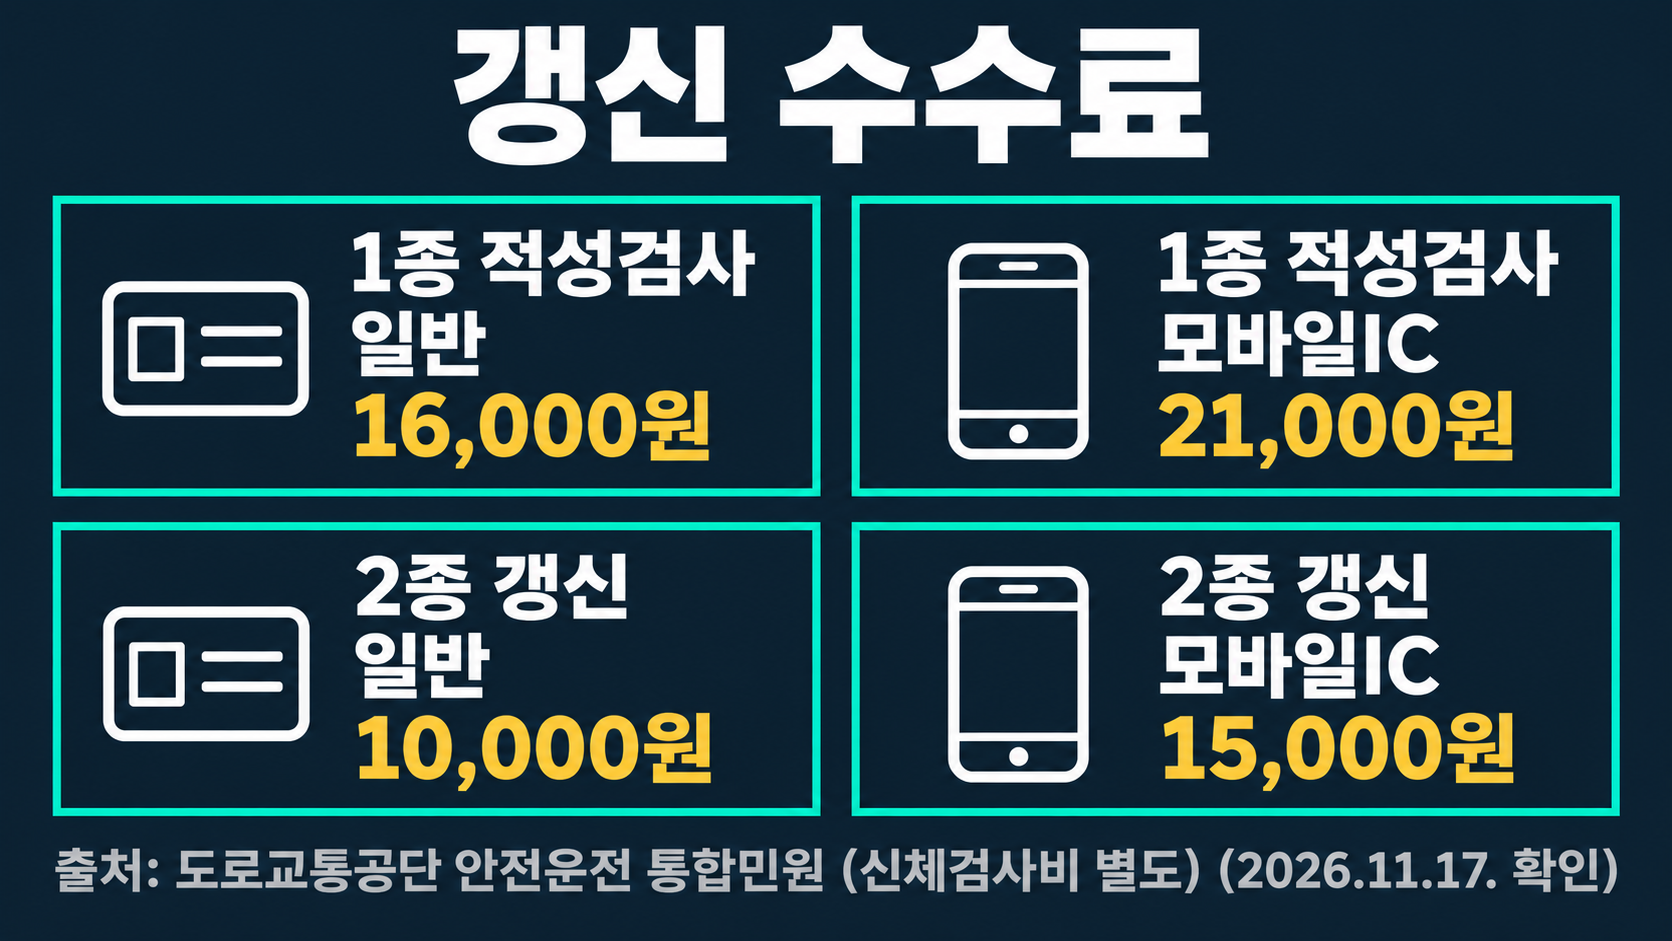 갱신 수수료
1종 적성검사
일반
16,000원
1종 적성검사
모바일IC
21,000원
2종 갱신
일반
10,000원
2종 갱신
모바일IC
15,000원
출처: 도로교통공단 안전운전 통합민원 (신체검사비 별도) (2026.11.17. 확인)